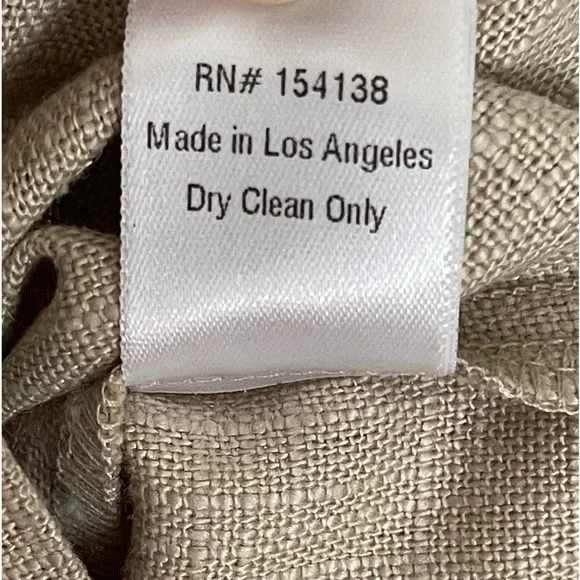 RN# 154138
Made in Los Angeles
Dry Clean Only